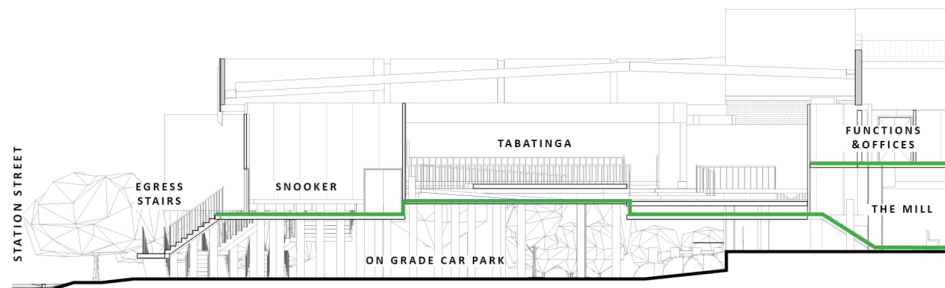 STATION STREET
EGRESS
STAIRS
SNOOKER
TABATINGA
FUNCTIONS
&OFFICES
THE MILL
ON GRADE CAR PARK